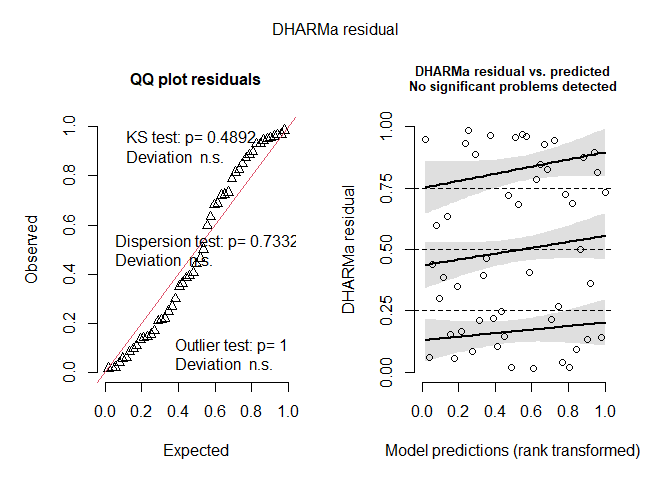 DHARMa residual
QQ plot residuals
KS test: p= 0.4892
Deviation n.s.
Dispersion test: p= 0.7332
Deviation n.s.
Outlier test: p= 1
Deviation n.s.
Observed
0.0 0.2 0.4 0.6 0.8 1.0
0.0 0.2 0.4 0.6 0.8 1.0
Expected
DHARMa residual vs. predicted
No significant problems detected
DHARMa residual
0.00 0.25 0.50 0.75 1.00
0.0 0.2 0.4 0.6 0.8 1.0
Model predictions (rank transformed)